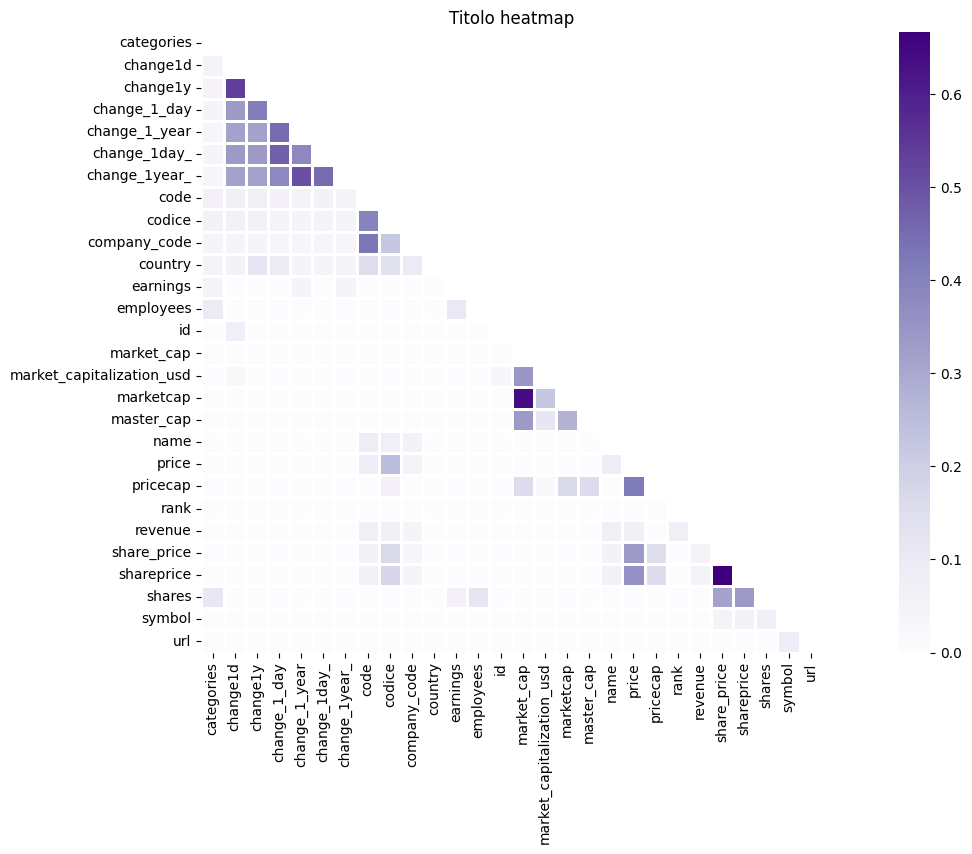 Titolo heatmap
categories
change1d
change1y
change_1_day
change_1_year
change_1day_
change_1year_
code
codice
company_code
country
earnings
employees
id
market_cap
market_capitalization_usd
marketcap
master_cap
name
price
pricecap
rank
revenue
share_price
shareprice
shares
symbol
url
categories
change1d
change1y
change_1_day
change_1_year
change_1day_
change_1year_
code
codice
company_code
country
earnings
employees
id
market_cap
market_capitalization_usd
marketcap
master_cap
name
price
pricecap
rank
revenue
share_price
shareprice
shares
symbol
url
0.6
0.5
0.4
0.3
0.2
0.1
0.0